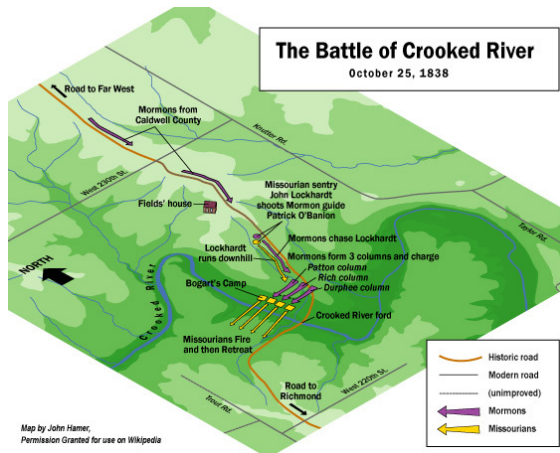 The Battle of Crooked River
October 25, 1838
Road to Far West
Mormons from
Caldwell County
Knutter Rd.
West 230th St.
Taylor Rd.
Missourian sentry
John Lockhardt
shoots Mormon guide
Patrick O'Banion
Fields' house
Mormons chase Lockhardt
Lockhardt
runs downhill
Mormons form 3 columns and charge
Patton column
Rich column
Durphee column
NORTH
Crooked River
Bogart's Camp
Crooked River ford
Missourians Fire
and then Retreat
Road to
Richmond
West 220th St.
Trout Rd.
Historic road
Modern road
(unimproved)
Mormons
Missourians
Map by John Hamer,
Permission Granted for use on Wikipedia